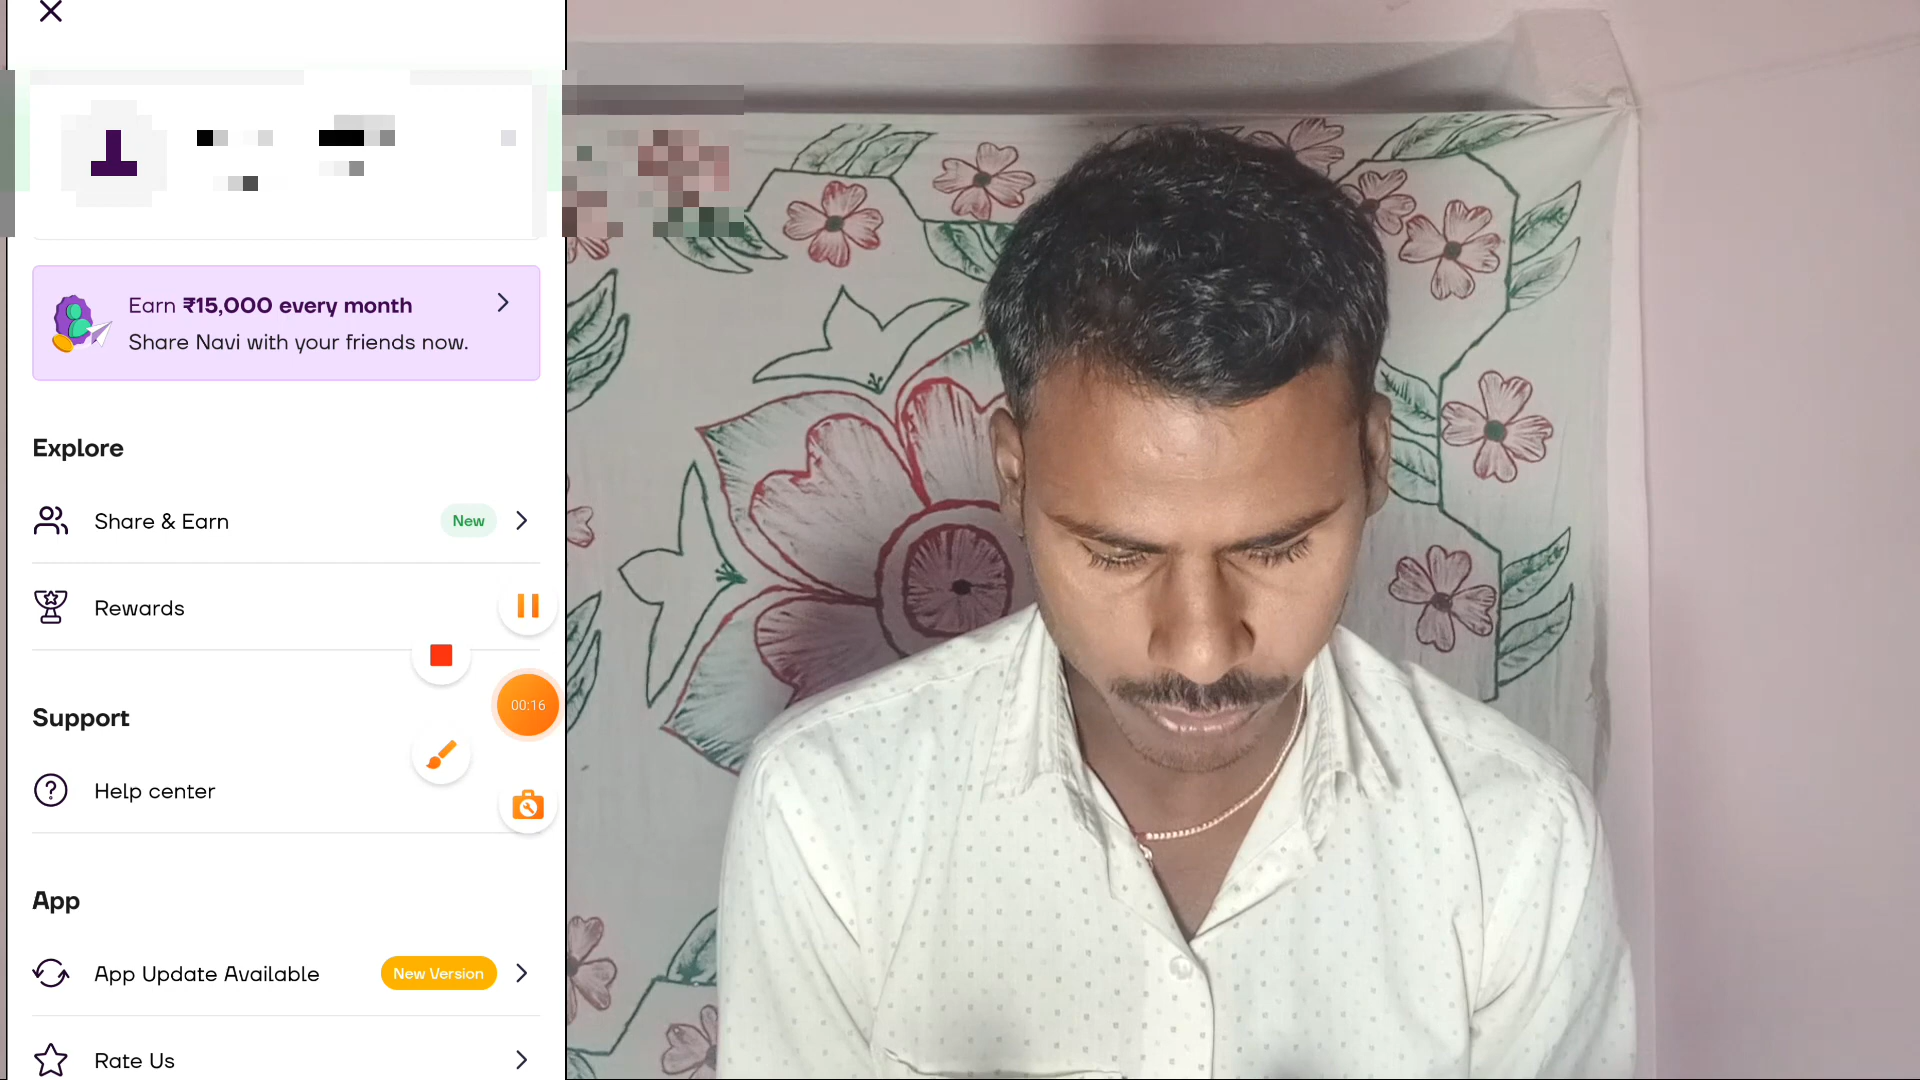 Earn ₹15,000 every month
Share Navi with your friends now.
Explore
Share & Earn
New
Rewards
00:16
Support
Help center
App
App Update Available
New Version
Rate Us